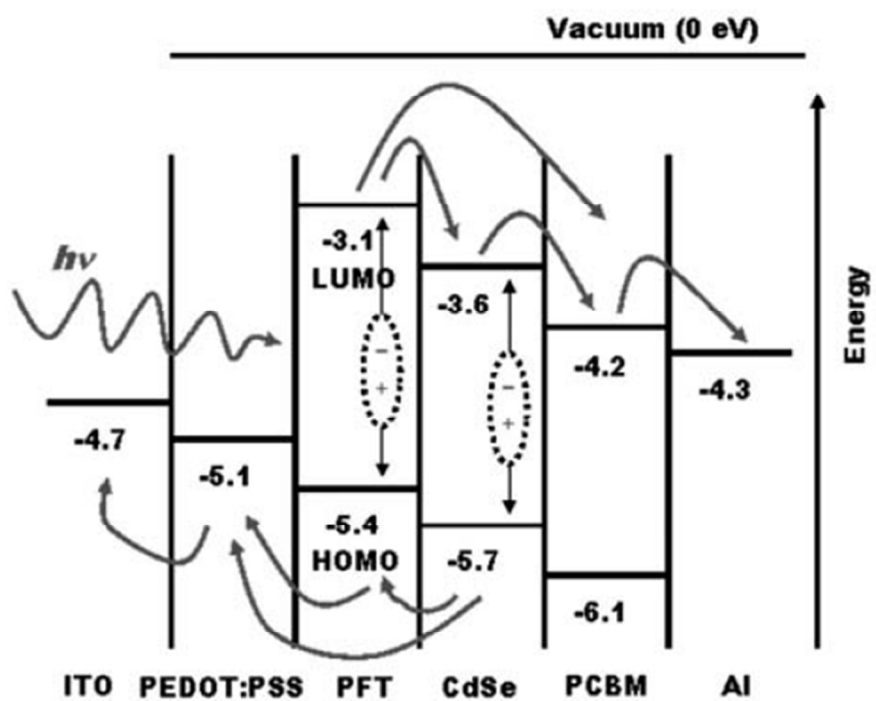 Vacuum (0 eV)
hν
-3.1
LUMO
-3.6
-4.2
-4.3
-4.7
-5.1
-5.4
HOMO
-5.7
-6.1
−
+
−
+
Energy
ITO PEDOT:PSS PFT CdSe PCBM Al